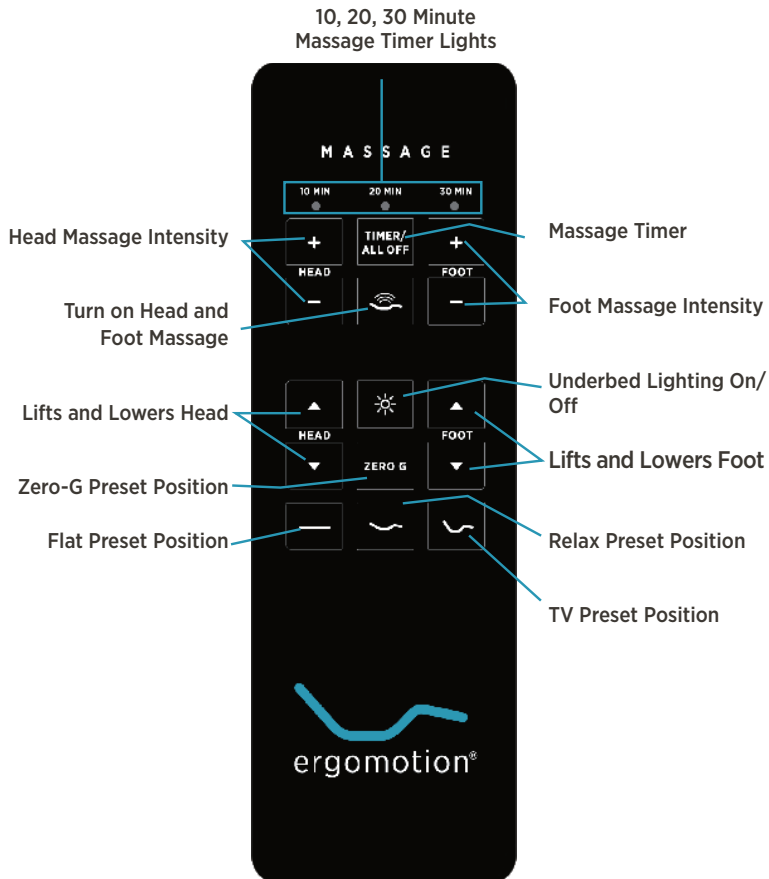 10, 20, 30 Minute
Massage Timer Lights
MASSAGE
10 MIN 20 MIN 30 MIN
Head Massage Intensity
+ TIMER/ +
ALL OFF
Massage Timer
HEAD FOOT
Turn on Head and
Foot Massage
- -
Foot Massage Intensity
Underbed Lighting On/
Off
Lifts and Lowers Head
HEAD FOOT
ZERO G
Lifts and Lowers Foot
Zero-G Preset Position
Flat Preset Position
Relax Preset Position
TV Preset Position
ergomotion®